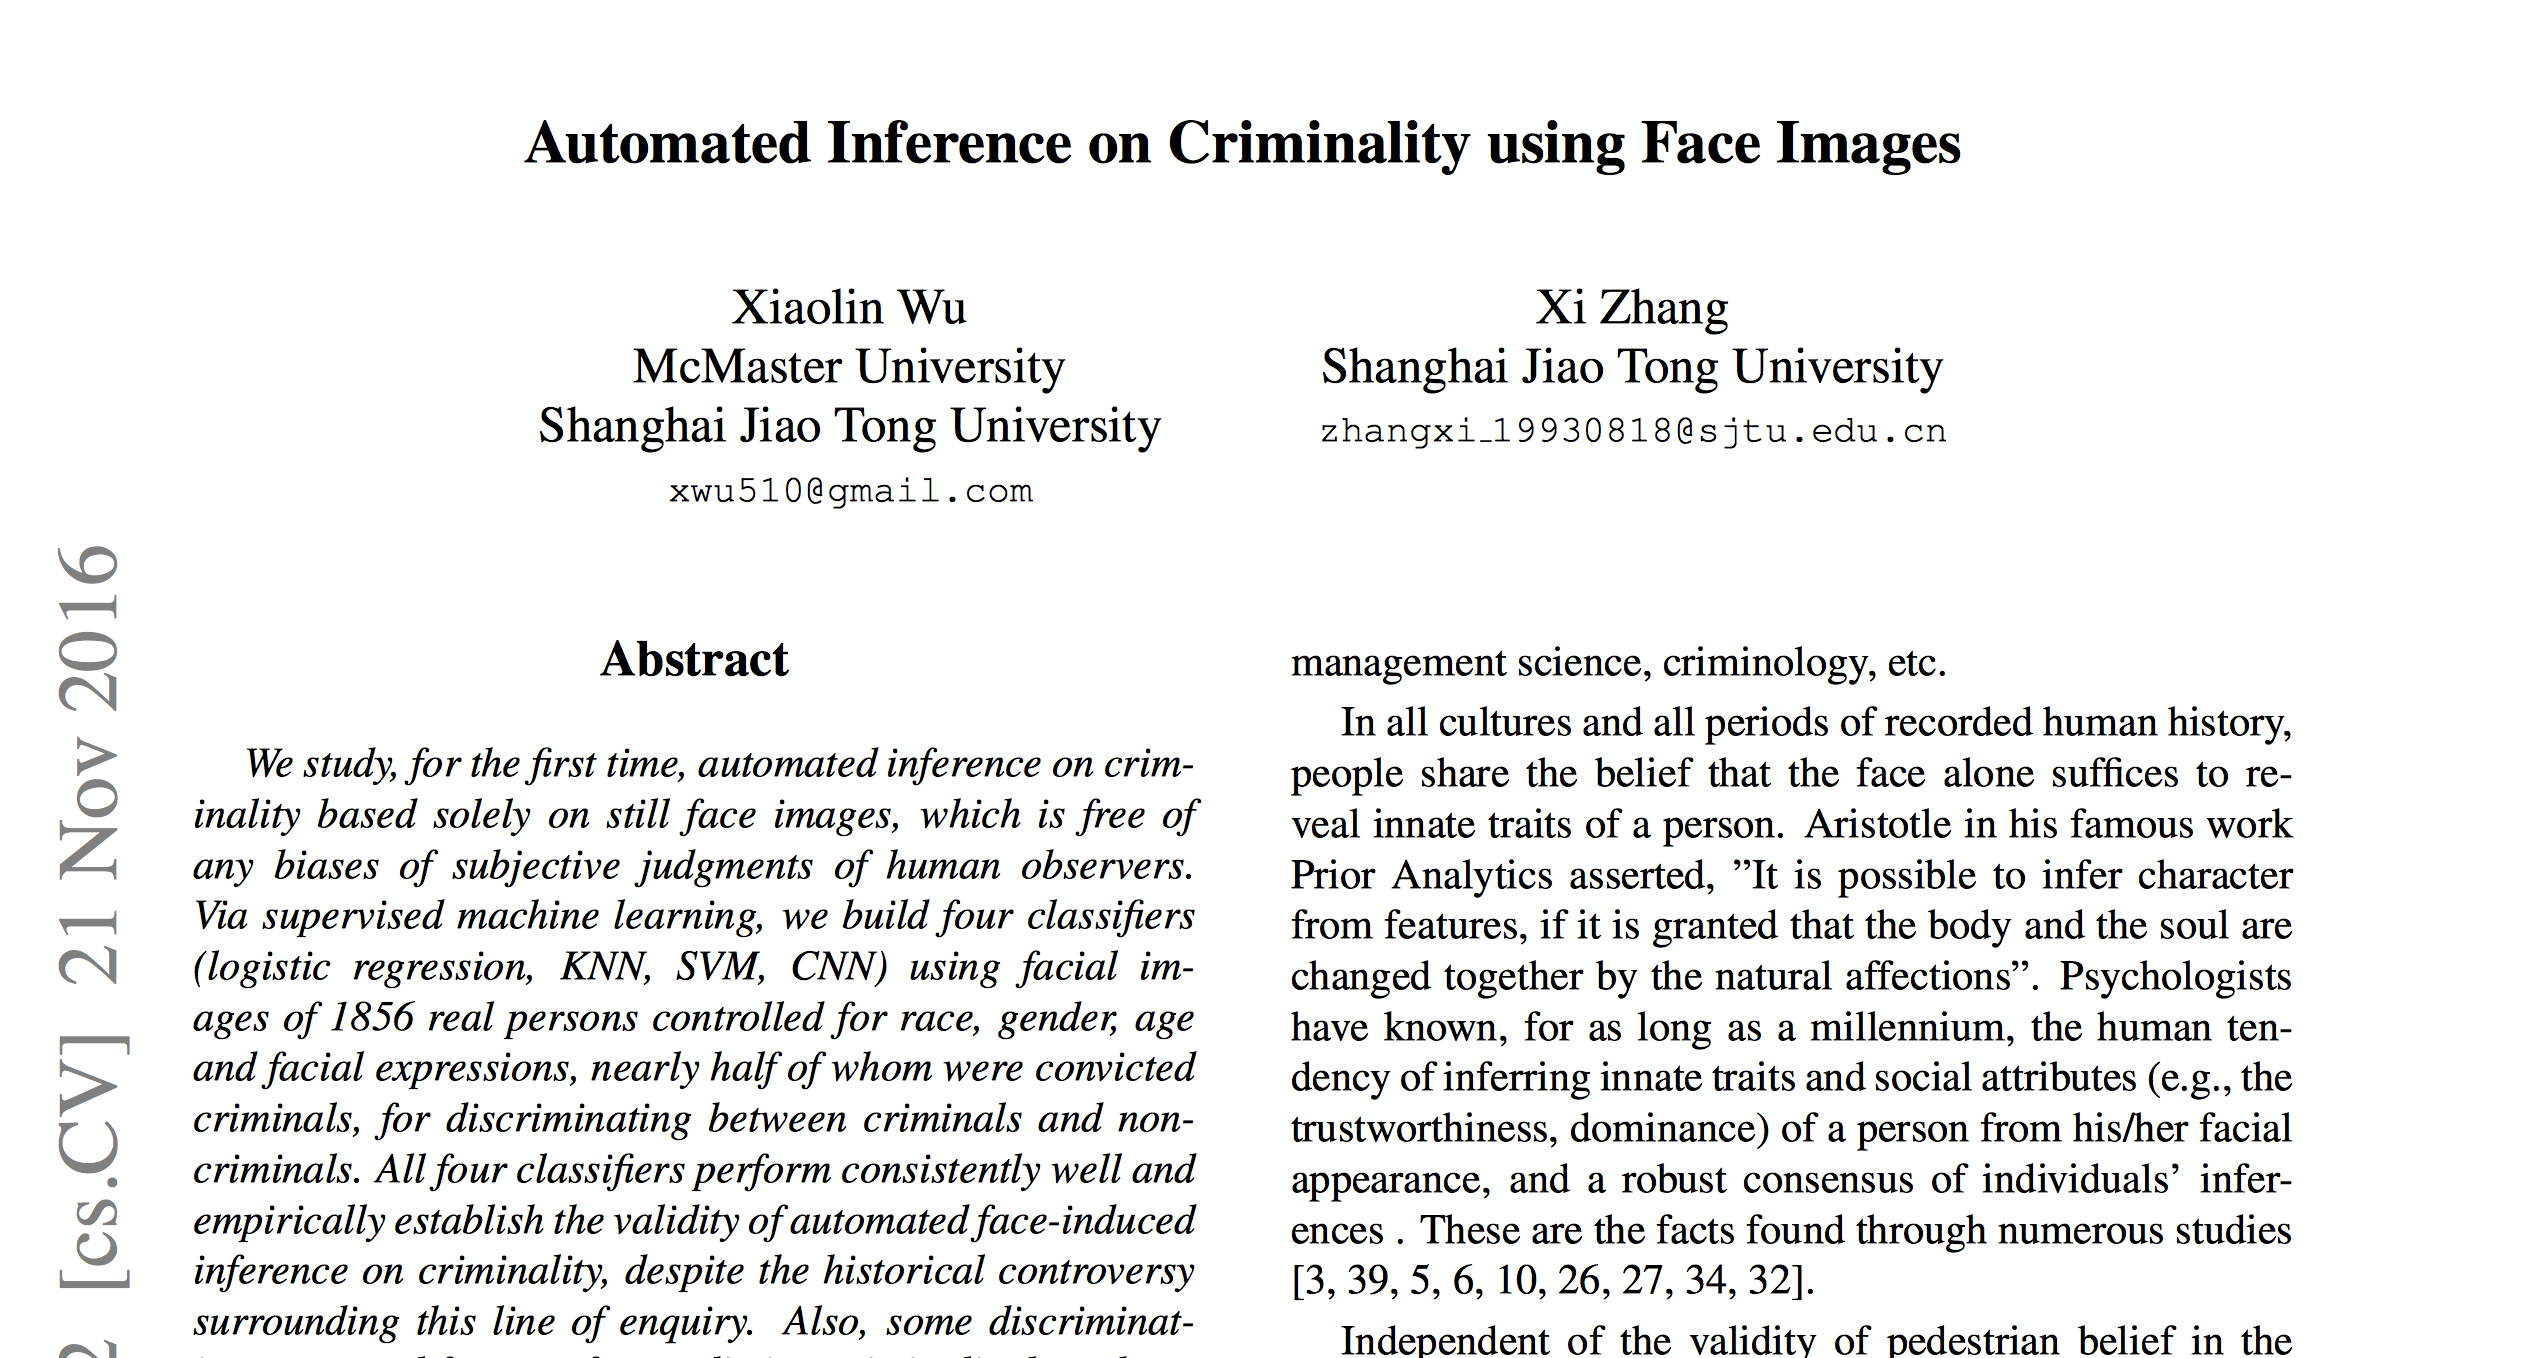 Automated Inference on Criminality using Face Images
Xiaolin Wu
McMaster University
Shanghai Jiao Tong University
xwu510@gmail.com
Xi Zhang
Shanghai Jiao Tong University
zhangxi_19930818@sjtu.edu.cn
[cs.CV] 21 Nov 2016
Abstract
We study, for the first time, automated inference on crim-
inality based solely on still face images, which is free of
any biases of subjective judgments of human observers.
Via supervised machine learning, we build four classifiers
(logistic regression, KNN, SVM, CNN) using facial im-
ages of 1856 real persons controlled for race, gender, age
and facial expressions, nearly half of whom were convicted
criminals, for discriminating between criminals and non-
criminals. All four classifiers perform consistently well and
empirically establish the validity of automated face-induced
inference on criminality, despite the historical controversy
surrounding this line of enquiry. Also, some discriminat-
management science, criminology, etc.
In all cultures and all periods of recorded human history,
people share the belief that the face alone suffices to re-
veal innate traits of a person. Aristotle in his famous work
Prior Analytics asserted, ”It is possible to infer character
from features, if it is granted that the body and the soul are
changed together by the natural affections”. Psychologists
have known, for as long as a millennium, the human ten-
dency of inferring innate traits and social attributes (e.g., the
trustworthiness, dominance) of a person from his/her facial
appearance, and a robust consensus of individuals’ infer-
ences . These are the facts found through numerous studies
[3, 39, 5, 6, 10, 26, 27, 34, 32].
Independent of the validity of pedestrian belief in the